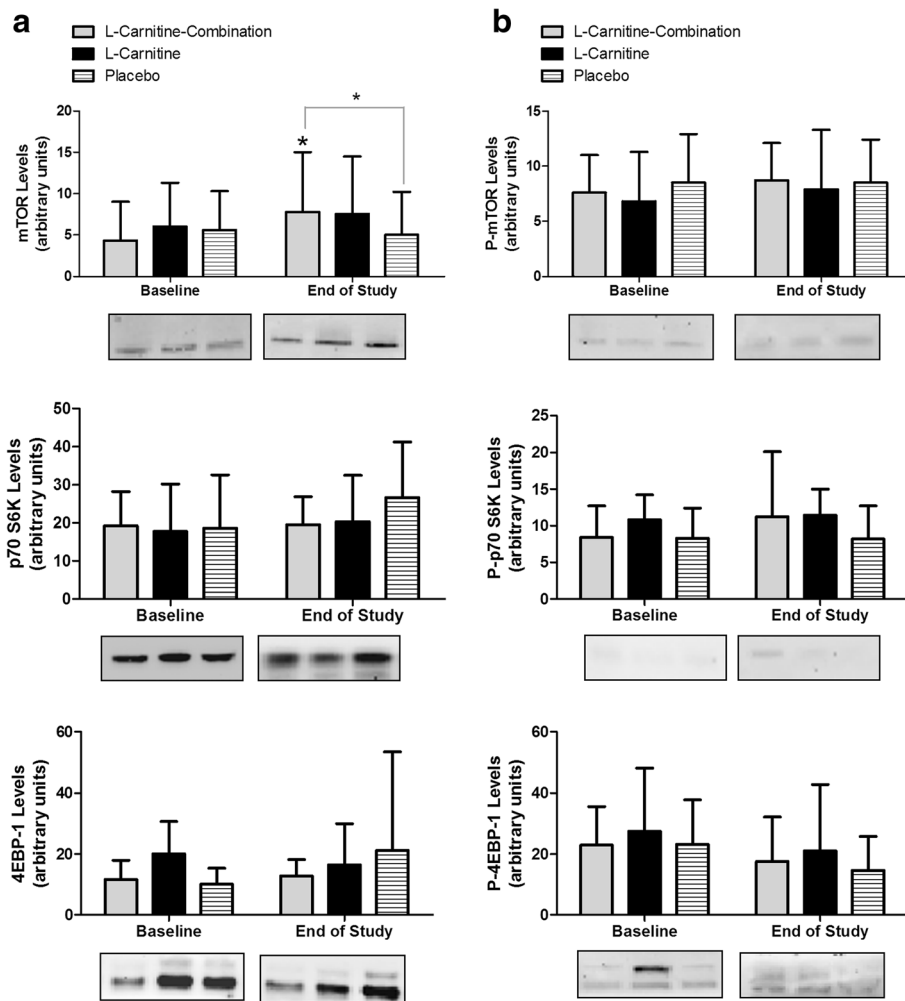 a
L-Carnitine-Combination
L-Carnitine
Placebo
mTOR Levels
(arbitrary units)
20
15
10
5
0
*
*
Baseline
End of Study
p70 S6K Levels
(arbitrary units)
50
40
30
20
10
0
Baseline
End of Study
4EBP-1 Levels
(arbitrary units)
60
40
20
0
Baseline
End of Study
b
L-Carnitine-Combination
L-Carnitine
Placebo
P-mTOR Levels
(arbitrary units)
15
10
5
0
Baseline
End of Study
P-p70 S6K Levels
(arbitrary units)
25
20
15
10
5
0
Baseline
End of Study
P-4EBP-1 Levels
(arbitrary units)
60
40
20
0
Baseline
End of Study